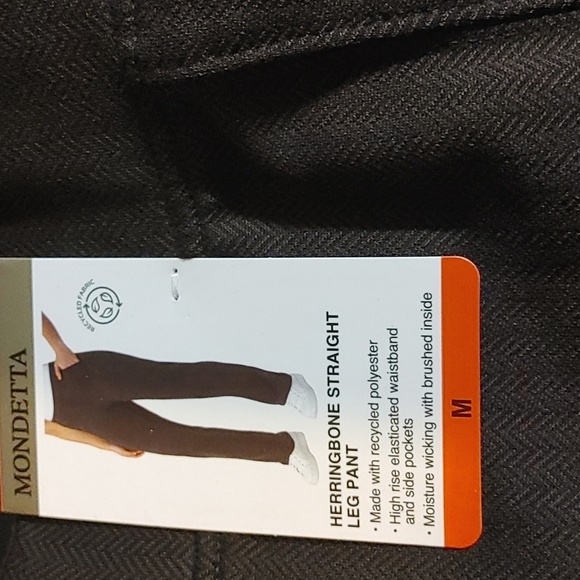 MONDETTA
RECYCLED FABRIC
HERRINGBONE STRAIGHT
LEG PANT
• Made with recycled polyester
• High rise elasticated waistband
and side pockets
• Moisture wicking with brushed inside
M